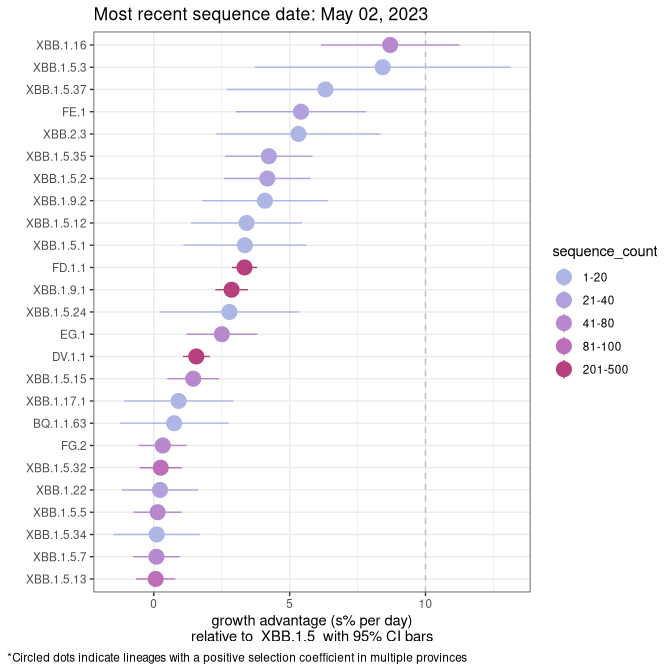 Most recent sequence date: May 02, 2023
XBB.1.16
XBB.1.5.3
XBB.1.5.37
FE.1
XBB.2.3
XBB.1.5.35
XBB.1.5.2
XBB.1.9.2
XBB.1.5.12
XBB.1.5.1
FD.1.1
XBB.1.9.1
XBB.1.5.24
EG.1
DV.1.1
XBB.1.5.15
XBB.1.17.1
BQ.1.1.63
FG.2
XBB.1.5.32
XBB.1.22
XBB.1.5.5
XBB.1.5.34
XBB.1.5.7
XBB.1.5.13
0 5 10
growth advantage (s% per day)
relative to XBB.1.5 with 95% CI bars
sequence_count
1-20
21-40
41-80
81-100
201-500
*Circled dots indicate lineages with a positive selection coefficient in multiple provinces